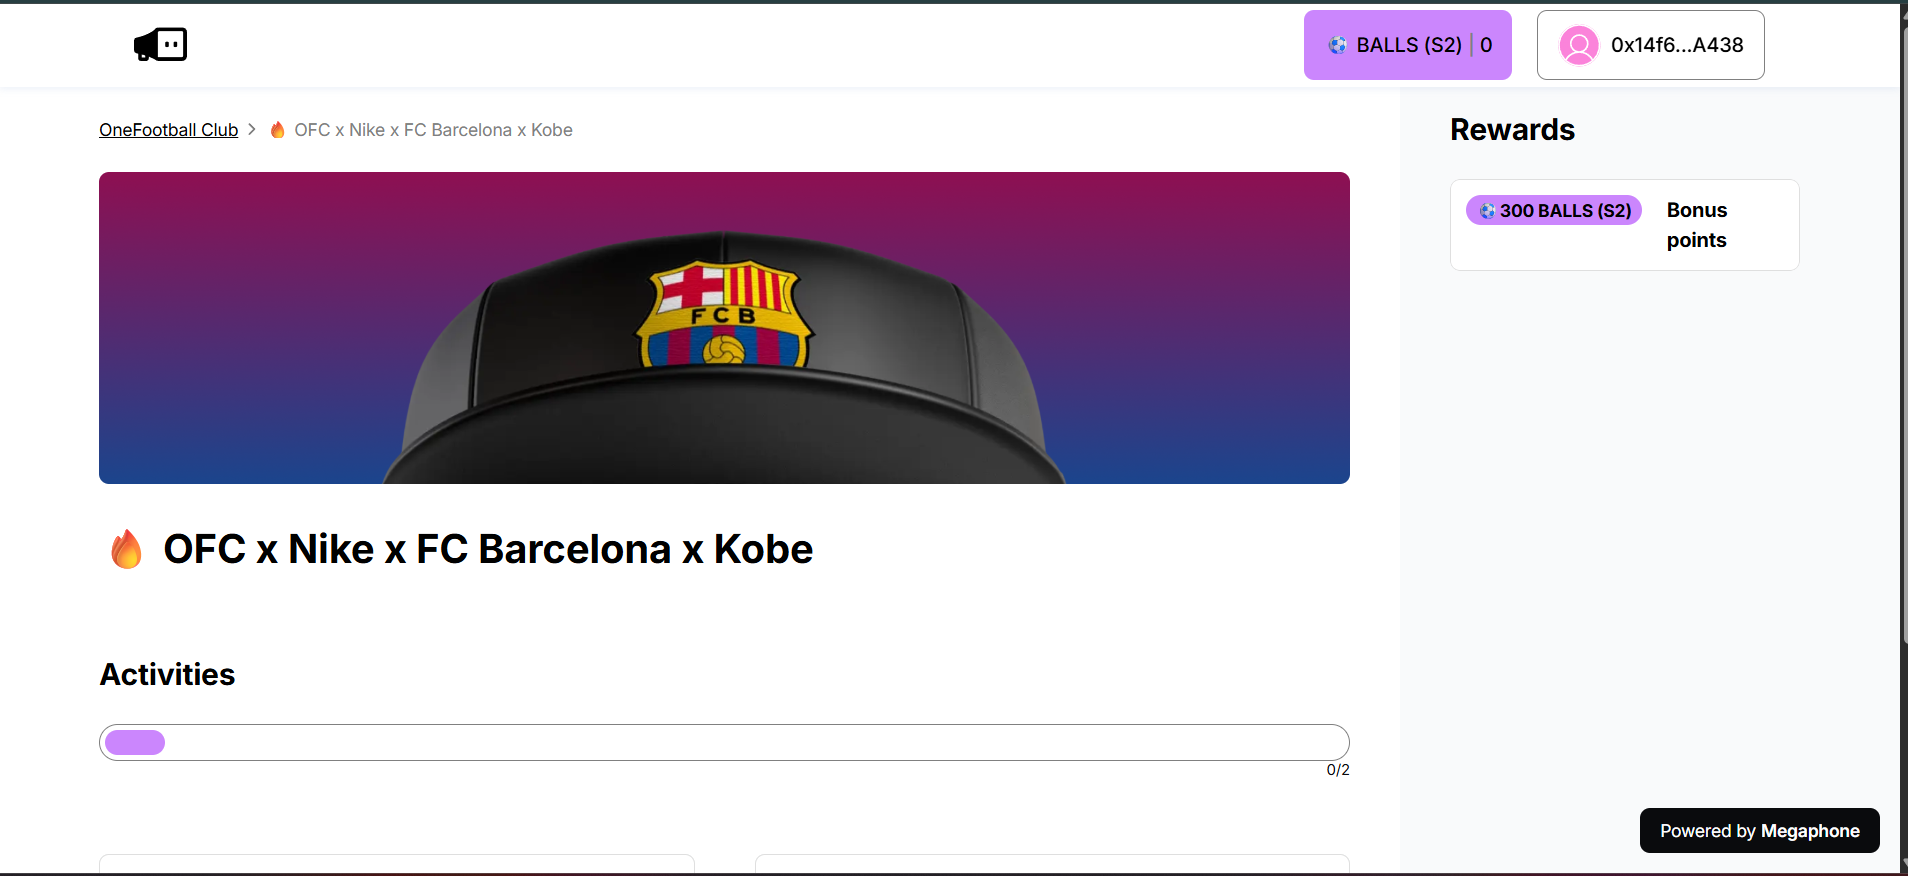 ⚽ BALLS (S2) | 0
0x14f6...A438
OneFootball Club > 🔥 OFC x Nike x FC Barcelona x Kobe
FCB
🔥 OFC x Nike x FC Barcelona x Kobe
Activities
0/2
Rewards
⚽ 300 BALLS (S2)
Bonus
points
Powered by Megaphone